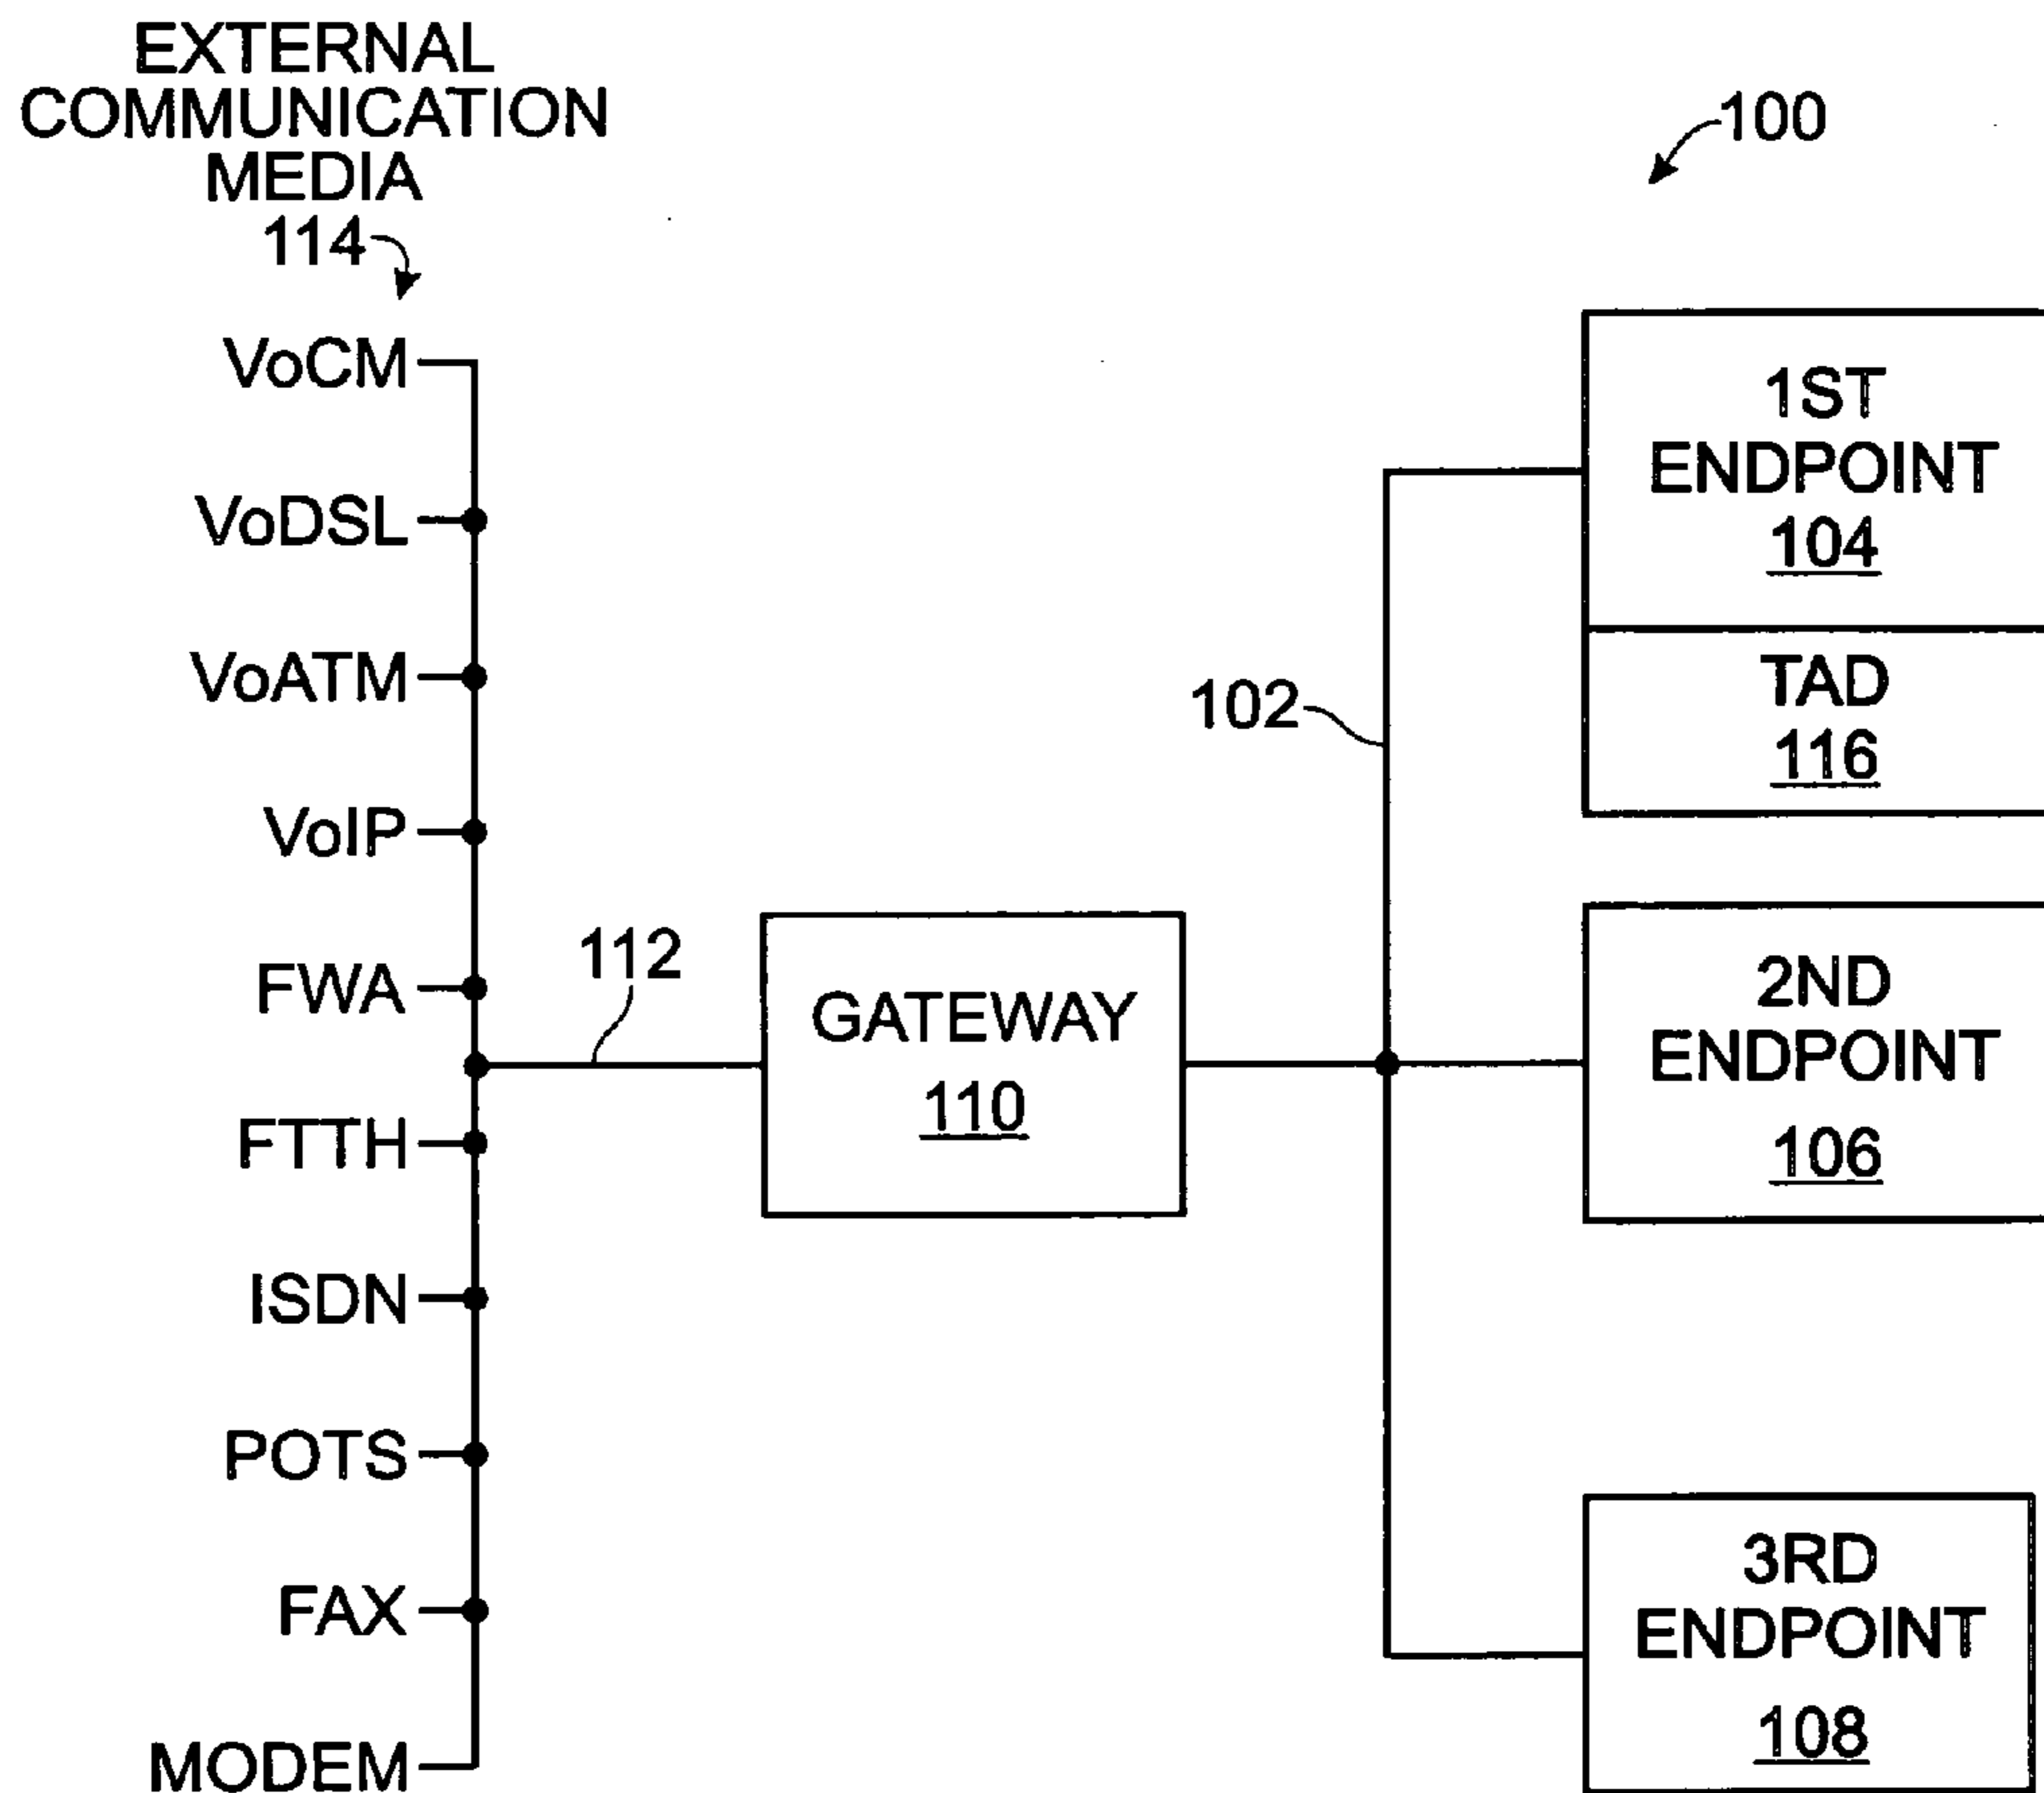 EXTERNAL
COMMUNICATION
MEDIA
114
100
VoCM
VoDSL
VoATM
VoIP
FWA
FTTH
ISDN
POTS
FAX
MODEM
112
GATEWAY
110
102
1ST
ENDPOINT
104
TAD
116
2ND
ENDPOINT
106
3RD
ENDPOINT
108